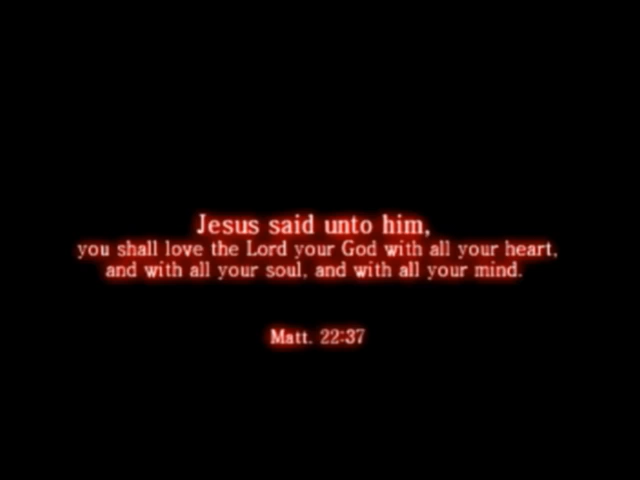 Jesus said unto him,
you shall love the Lord your God with all your heart,
and with all your soul, and with all your mind.
Matt. 22:37